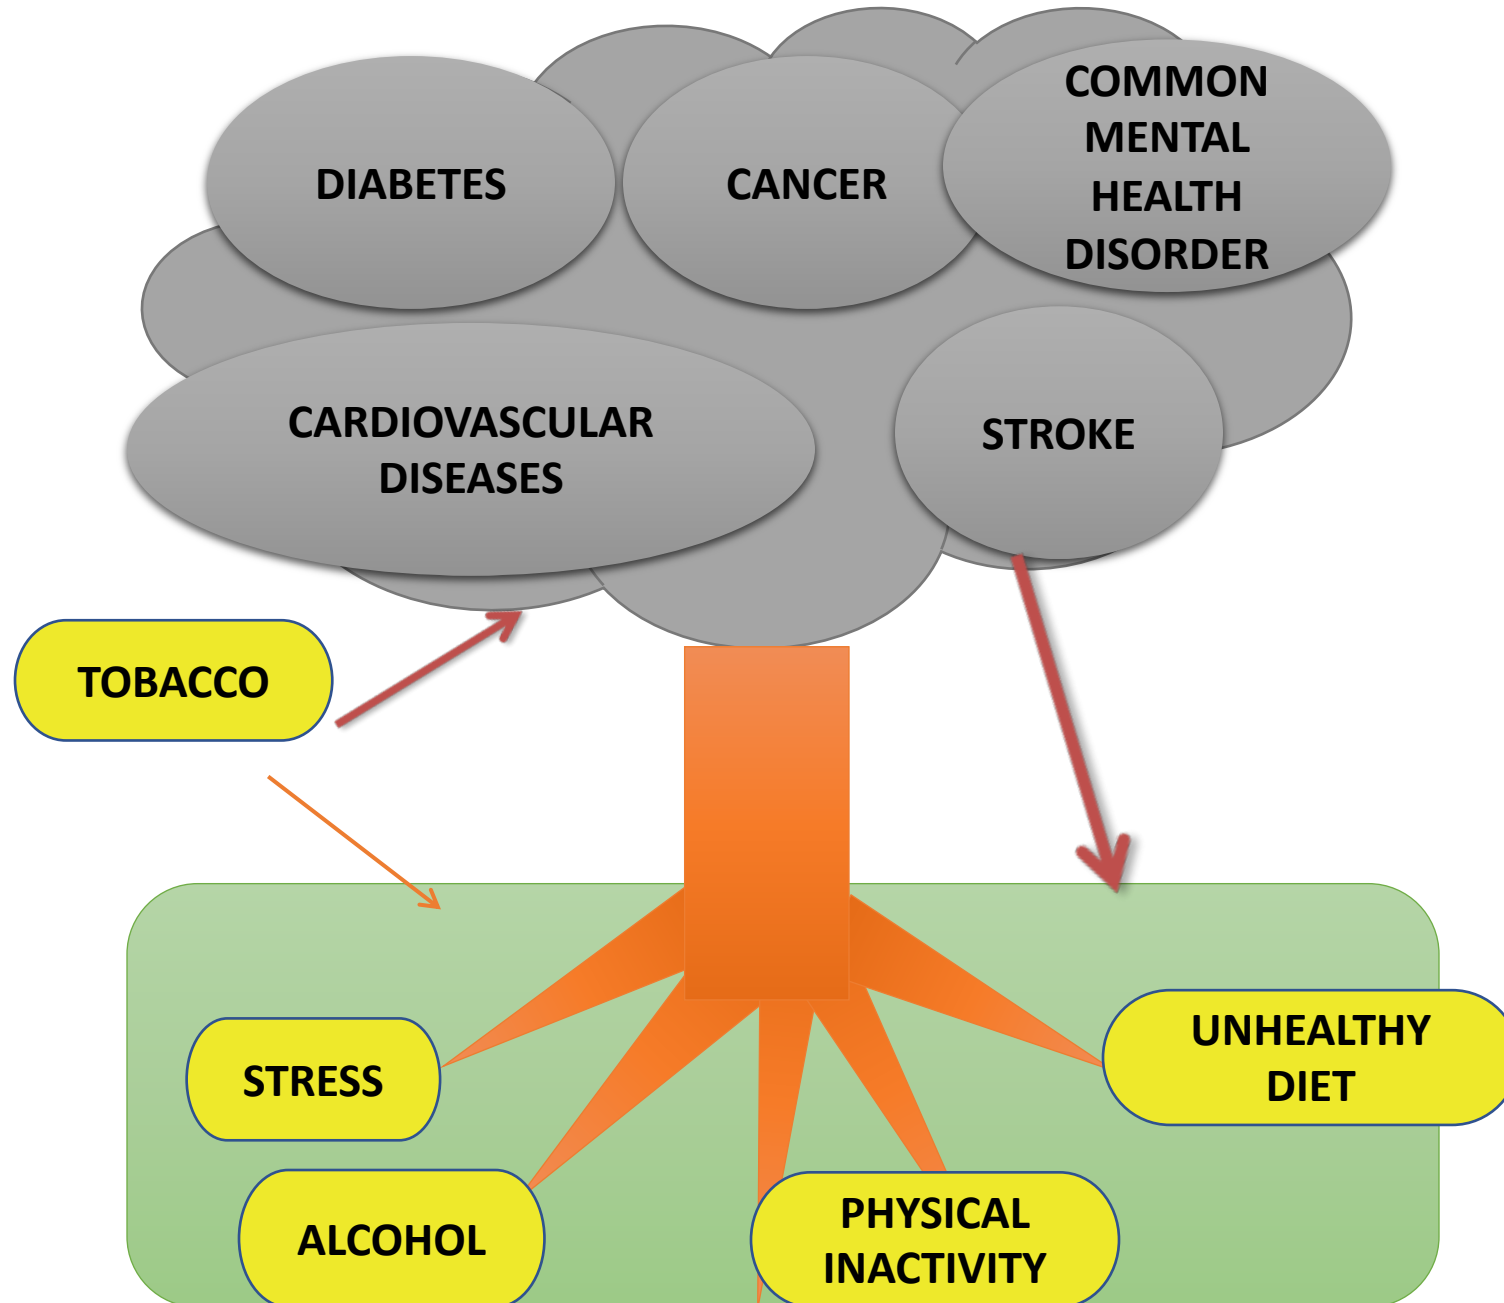 DIABETES
CANCER
COMMON
MENTAL
HEALTH
DISORDER
CARDIOVASCULAR
DISEASES
STROKE
TOBACCO
STRESS
UNHEALTHY
DIET
ALCOHOL
PHYSICAL
INACTIVITY